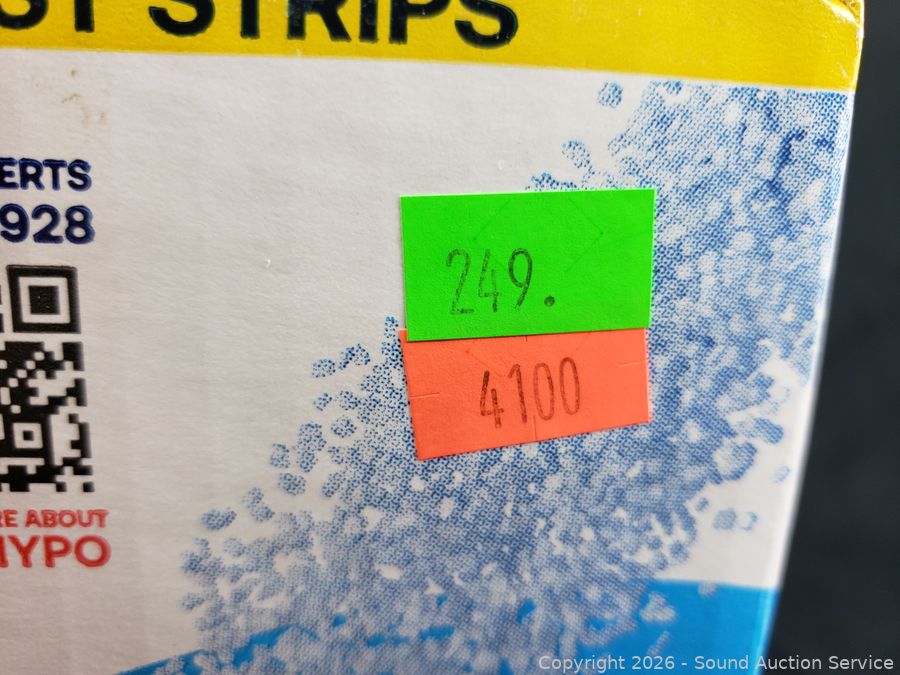 ST STRIPS
ERTS
928
249.
4100
RE ABOUT
HYPO
Copyright 2026 - Sound Auction Service